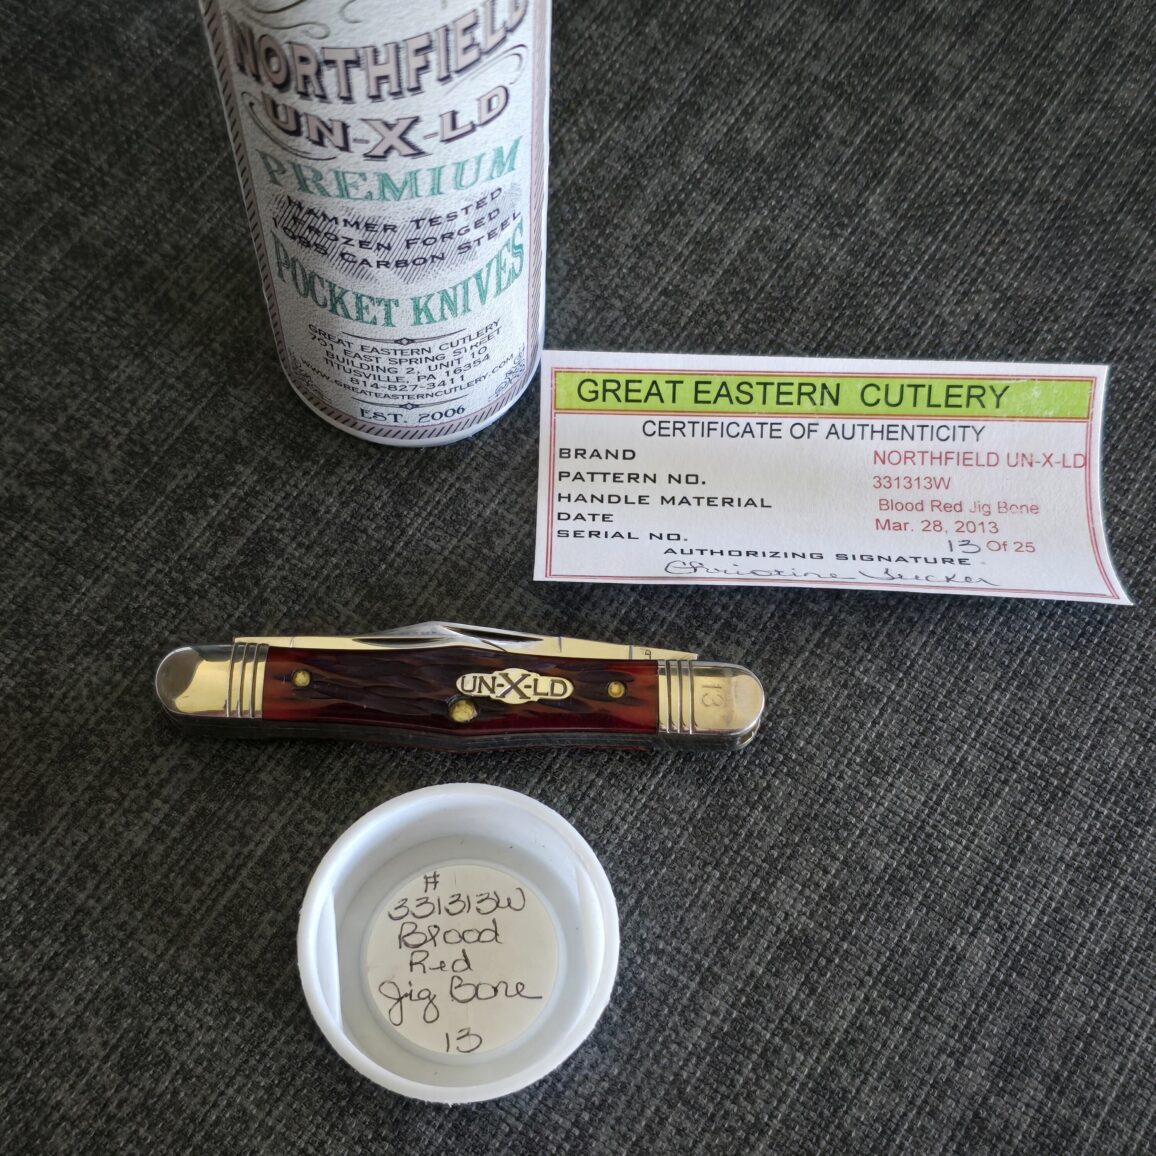 NORTHFIELD
UN-X-LD
PREMIUM
HAMMER TESTED
FROZEN FORGED
1095 CARBON STEEL
POCKET KNIVES
GREAT EASTERN CUTLERY
701 EAST SPRING STREET
BUILDING 2, UNIT 10
TITUSVILLE, PA 16354
814-827-3411
WWW.GREATEASTERNCUTLERY.COM
EST. 2006
GREAT EASTERN CUTLERY
CERTIFICATE OF AUTHENTICITY
BRAND NORTHFIELD UN-X-LD
PATTERN NO. 331313W
HANDLE MATERIAL Blood Red Jig Bone
DATE Mar. 28, 2013
SERIAL NO. 13 Of 25
AUTHORIZING SIGNATURE
Christine
UN-X-LD
13
#
331313W
Blood
Red
Jig Bone
13